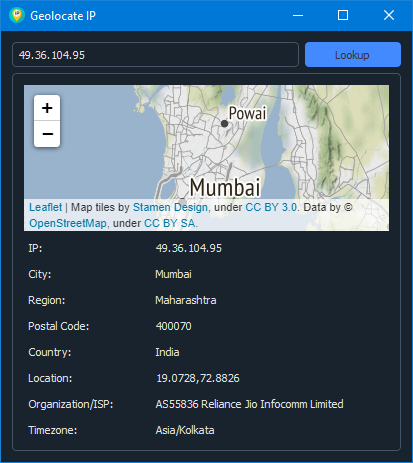 Geolocate IP
49.36.104.95 Lookup
+
−
Powai
Mumbai
Leaflet | Map tiles by Stamen Design, under CC BY 3.0. Data by ©
OpenStreetMap, under CC BY SA.
IP: 49.36.104.95
City: Mumbai
Region: Maharashtra
Postal Code: 400070
Country: India
Location: 19.0728,72.8826
Organization/ISP: AS55836 Reliance Jio Infocomm Limited
Timezone: Asia/Kolkata